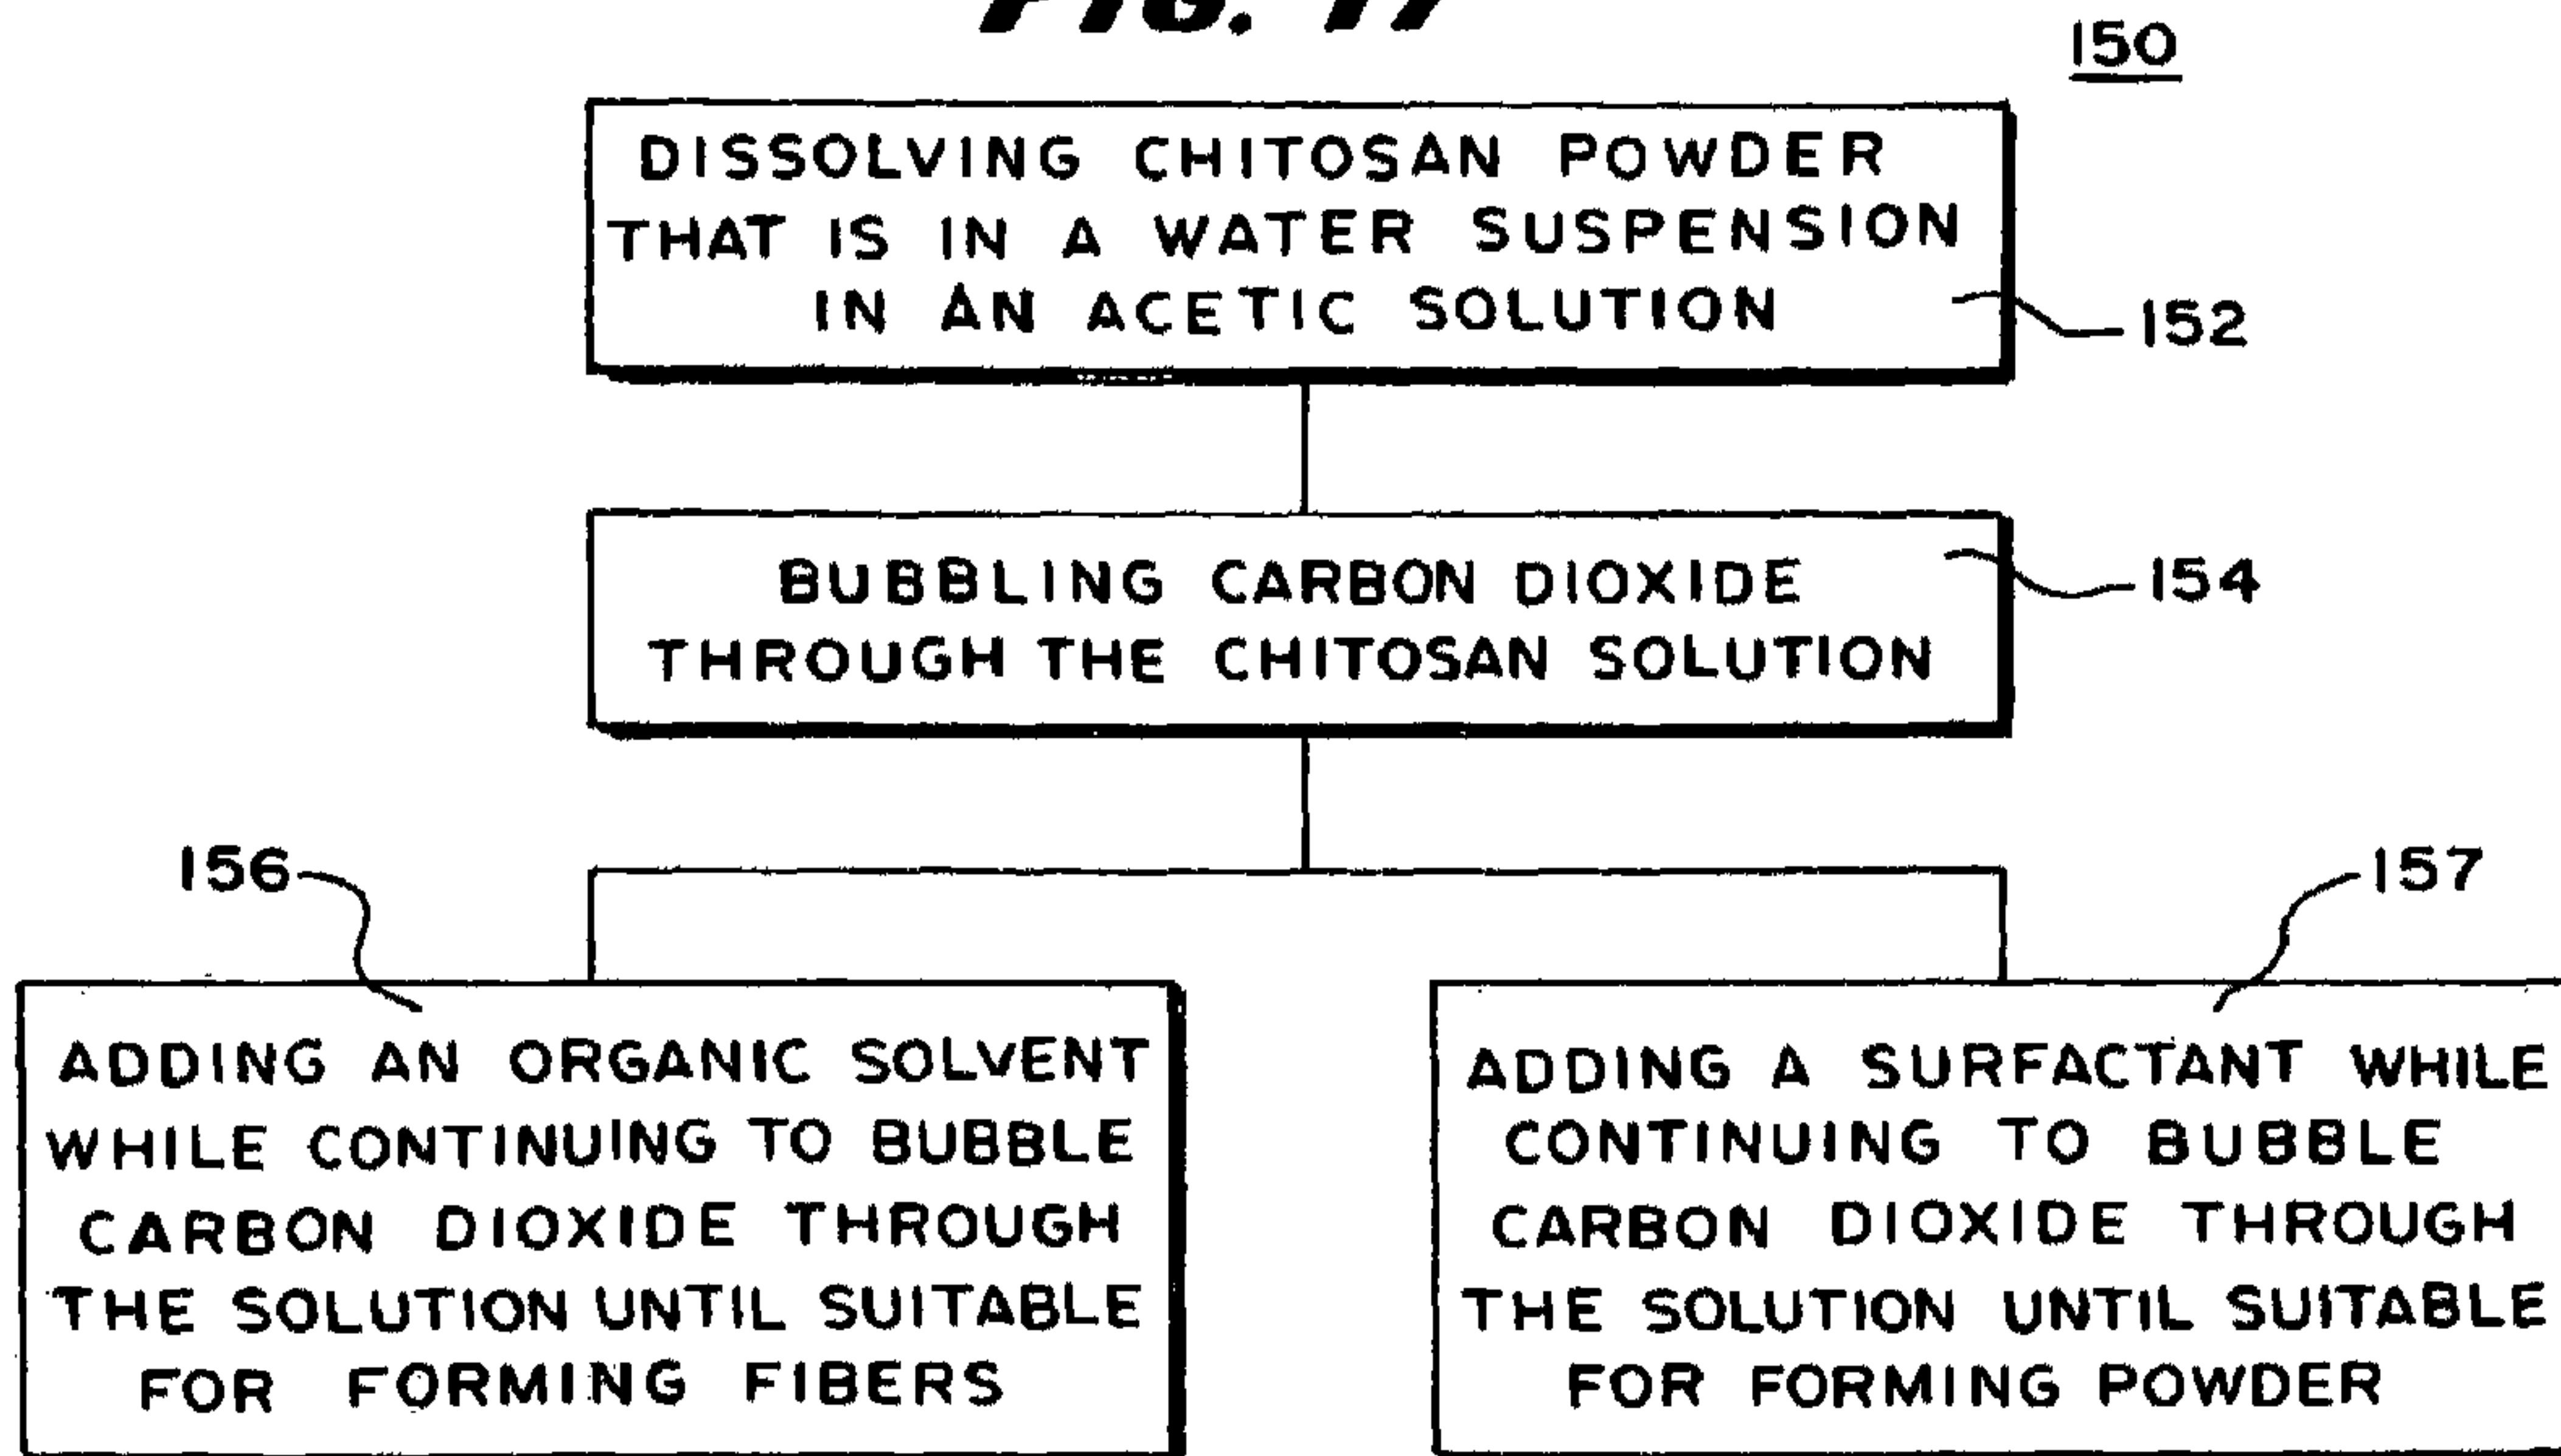 FIG. 17
150
DISSOLVING CHITOSAN POWDER
THAT IS IN A WATER SUSPENSION
IN AN ACETIC SOLUTION
152
BUBBLING CARBON DIOXIDE
THROUGH THE CHITOSAN SOLUTION
154
156
157
ADDING AN ORGANIC SOLVENT
WHILE CONTINUING TO BUBBLE
CARBON DIOXIDE THROUGH
THE SOLUTION UNTIL SUITABLE
FOR FORMING FIBERS
ADDING A SURFACTANT WHILE
CONTINUING TO BUBBLE
CARBON DIOXIDE THROUGH
THE SOLUTION UNTIL SUITABLE
FOR FORMING POWDER